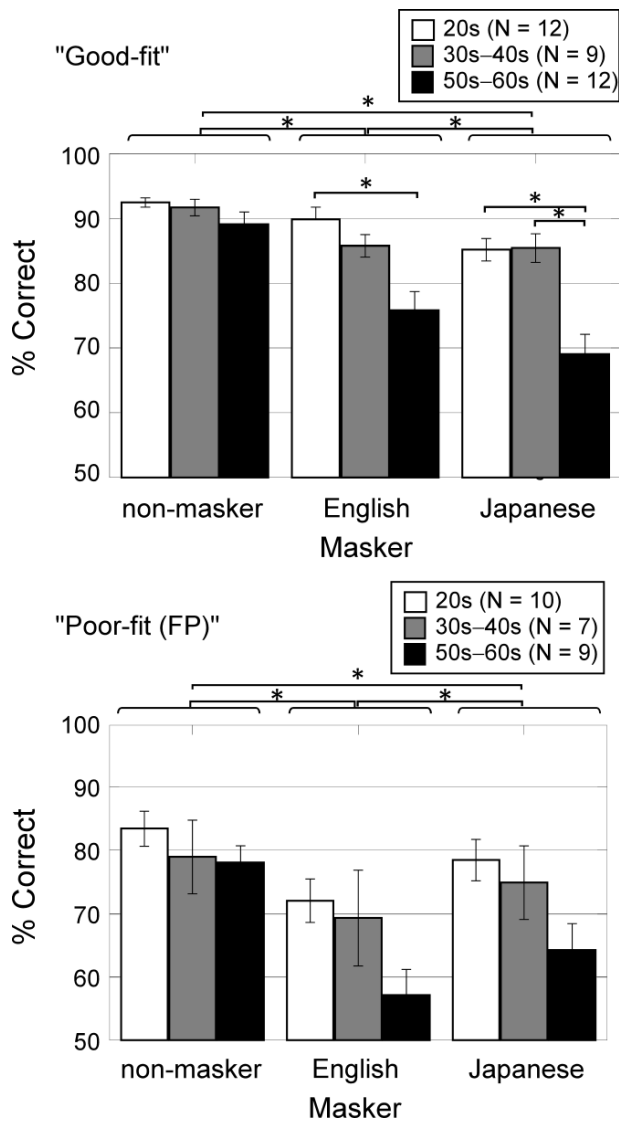 20s (N = 12)
"Good-fit"
30s–40s (N = 9)
50s–60s (N = 12)
*
* *
100
*
*
*
90
80
70
60
50
% Correct
non-masker English Japanese
Masker
20s (N = 10)
"Poor-fit (FP)"
30s–40s (N = 7)
50s–60s (N = 9)
*
* *
100
90
80
70
60
50
% Correct
non-masker English Japanese
Masker